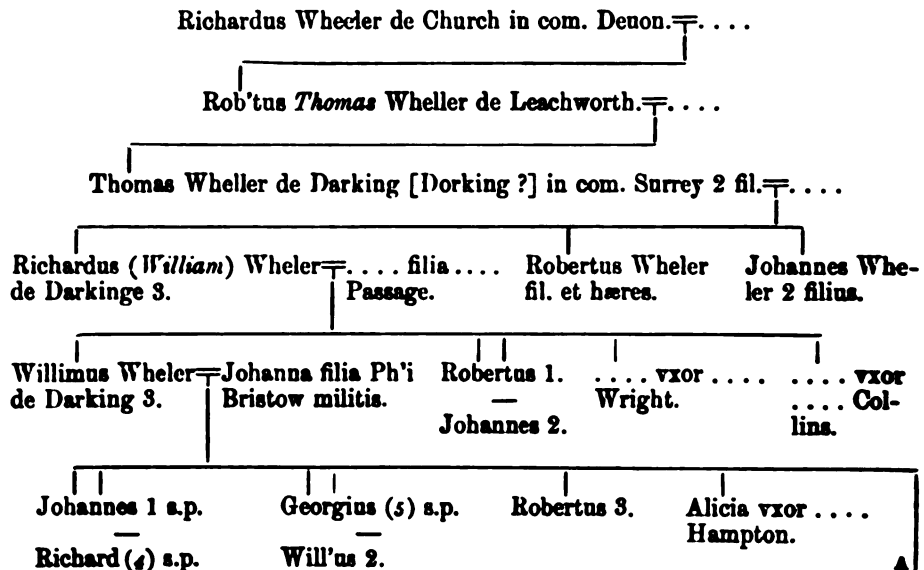 Richardus Wheeler de Church in com. Deuon.=. . . .
Rob'tus Thomas Wheller de Leachworth.=. . . .
Thomas Wheller de Darking [Dorking ?] in com. Surrey 2 fil.=. . . .
Richardus (William) Wheler=. . . . filia . . . . Robertus Wheler Johannes Whe-
de Darkinge 3. Passage. fil. et hæres. ler 2 filius.
Willimus Wheler=Johanna filia Ph'i Robertus 1. . . . . vxor . . . . . . . . vxor
de Darking 3. Bristow militis. — Wright. . . . . Col-
Johannes 2. lins.
Johannes 1 s.p. Georgius (5) s.p. Robertus 3. Alicia vxor . . . .
— — Hampton.
Richard (4) s.p. Will'us 2. A